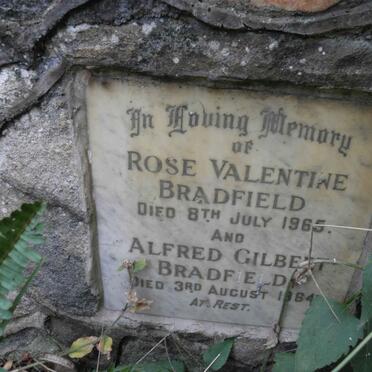 In Loving Memory
OF
ROSE VALENTINE
BRADFIELD
DIED 8TH JULY 1965.
AND
ALFRED GILBERT
BRADFIELD
DIED 3RD AUGUST 1964
AT REST.